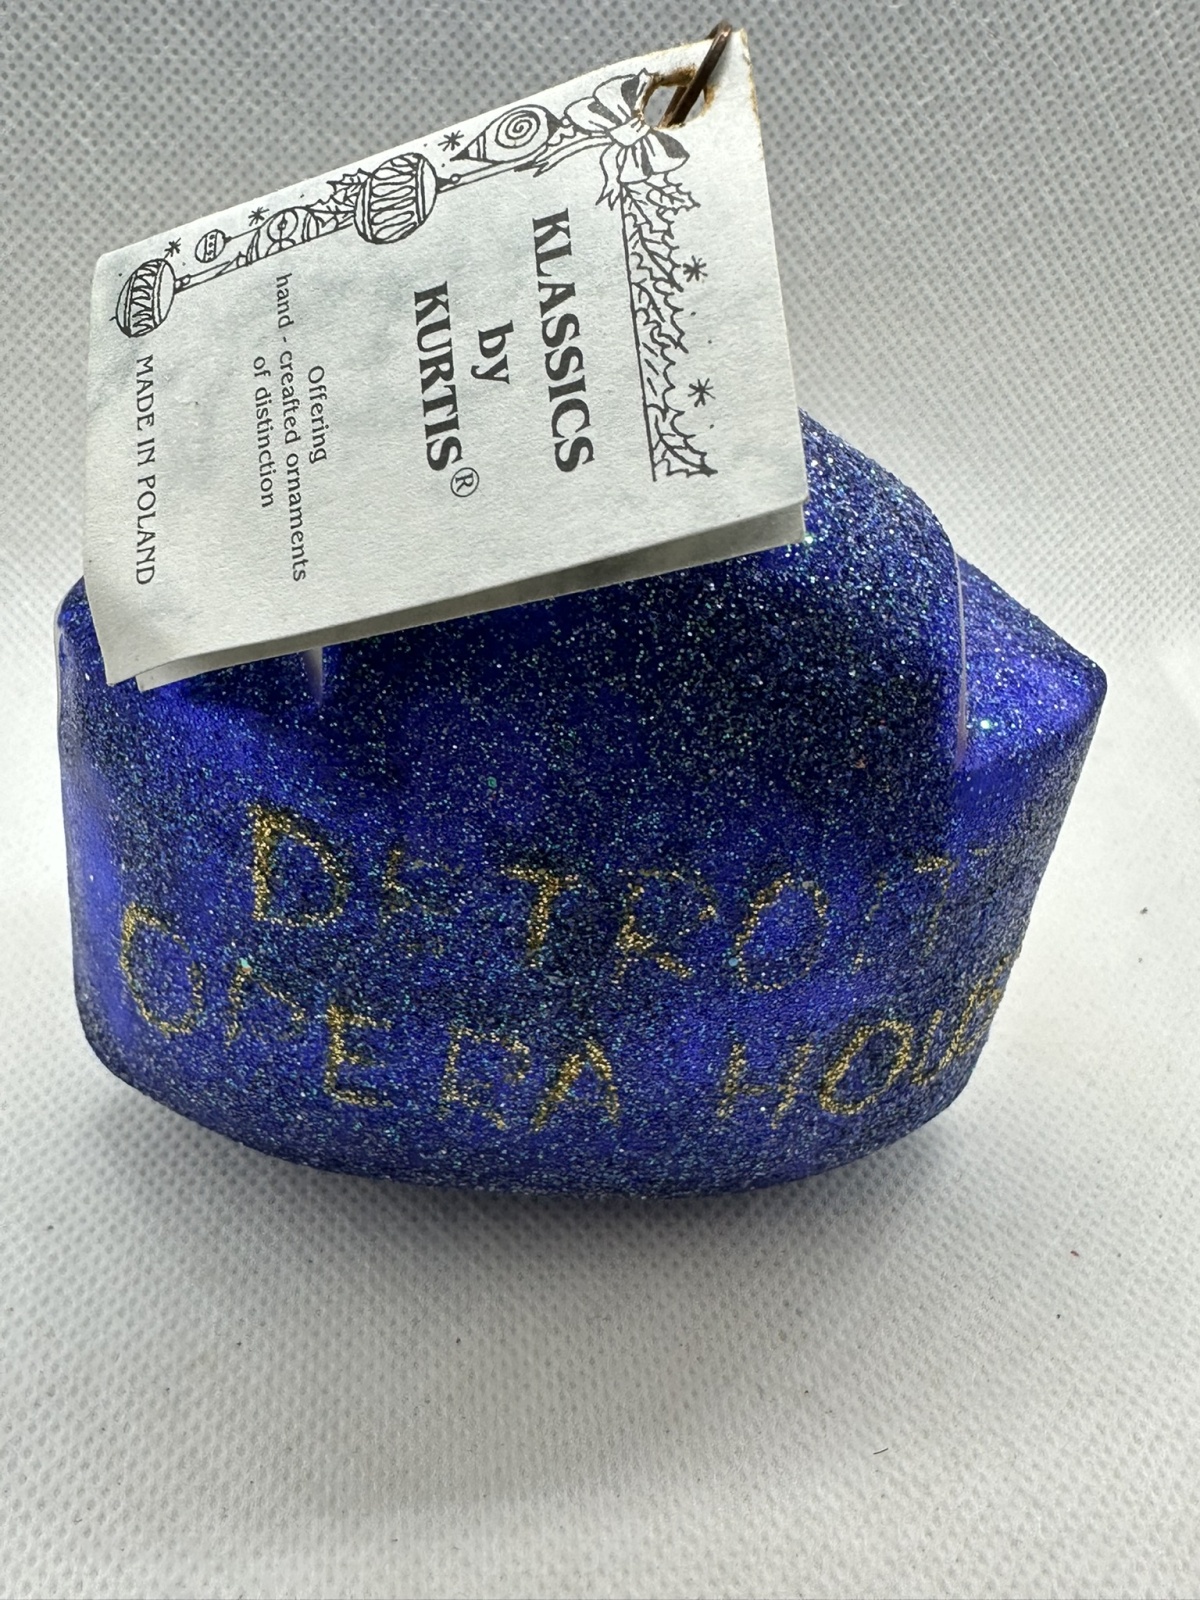 KLASSICS
by
KURTIS®
Offering
hand - creafted ornaments
of distinction
MADE IN POLAND
DETROIT
OPERA HOUS